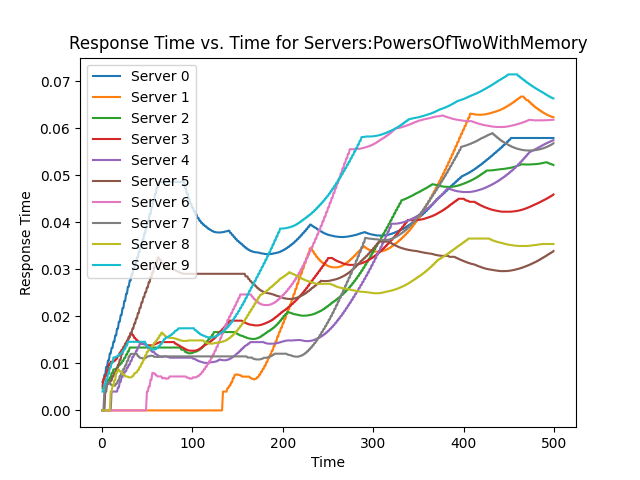 Response Time vs. Time for Servers:PowersOfTwoWithMemory
Response Time
0.07
0.06
0.05
0.04
0.03
0.02
0.01
0.00
Server 0
Server 1
Server 2
Server 3
Server 4
Server 5
Server 6
Server 7
Server 8
Server 9
0 100 200 300 400 500
Time